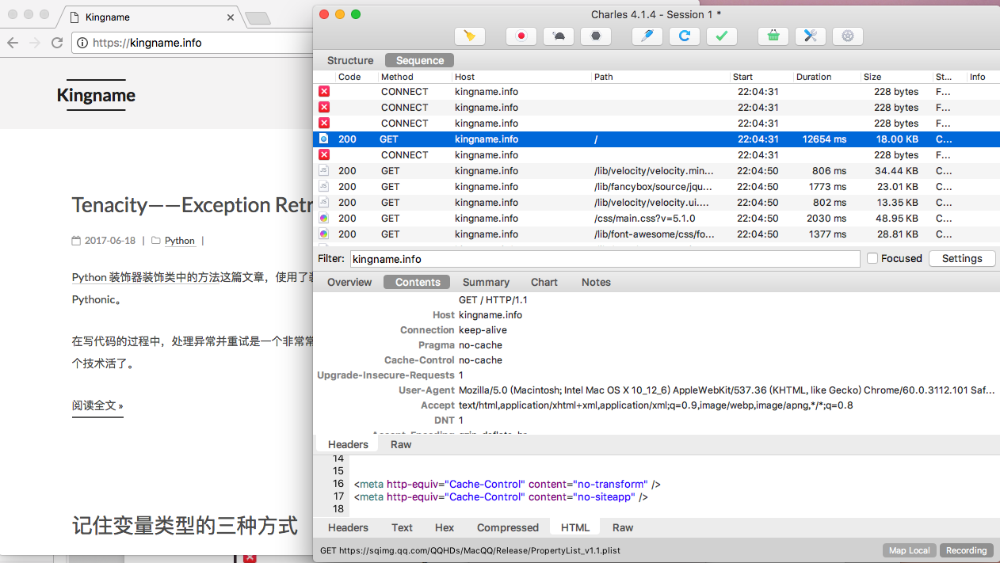 Kingname
https://kingname.info
Kingname
Tenacity——Exception Retr
2017-06-18 | Python |
Python 装饰器装饰类中的方法这篇文章，使用了
Pythonic。
在写代码的过程中，处理异常并重试是一个非常
个技术活了。
阅读全文 »
记住变量类型的三种方式
Charles 4.1.4 - Session 1 *
Structure Sequence
Code Method Host Path Start Duration Size St... Info
CONNECT kingname.info 22:04:31 228 bytes F...
CONNECT kingname.info 22:04:31 228 bytes F...
CONNECT kingname.info 22:04:31 228 bytes F...
200 GET kingname.info / 22:04:31 12654 ms 18.00 KB C...
CONNECT kingname.info 22:04:31 228 bytes F...
JS 200 GET kingname.info /lib/velocity/velocity.min... 22:04:50 806 ms 34.44 KB C...
JS 200 GET kingname.info /lib/fancybox/source/jqu... 22:04:50 1773 ms 23.01 KB C...
JS 200 GET kingname.info /lib/velocity/velocity.ui.... 22:04:50 802 ms 13.35 KB C...
200 GET kingname.info /css/main.css?v=5.1.0 22:04:50 2030 ms 48.95 KB C...
200 GET kingname.info /lib/font-awesome/css/fo... 22:04:50 1377 ms 28.81 KB C...
Filter: kingname.info Focused Settings
Overview Contents Summary Chart Notes
GET / HTTP/1.1
Host kingname.info
Connection keep-alive
Pragma no-cache
Cache-Control no-cache
Upgrade-Insecure-Requests 1
User-Agent Mozilla/5.0 (Macintosh; Intel Mac OS X 10_12_6) AppleWebKit/537.36 (KHTML, like Gecko) Chrome/60.0.3112.101 Saf...
Accept text/html,application/xhtml+xml,application/xml;q=0.9,image/webp,image/apng,*/*;q=0.8
DNT 1
Headers Raw
14
15
16 <meta http-equiv="Cache-Control" content="no-transform" />
17 <meta http-equiv="Cache-Control" content="no-siteapp" />
18
Headers Text Hex Compressed HTML Raw
GET https://sqimg.qq.com/QQHDs/MacQQ/Release/PropertyList_v1.1.plist Map Local Recording